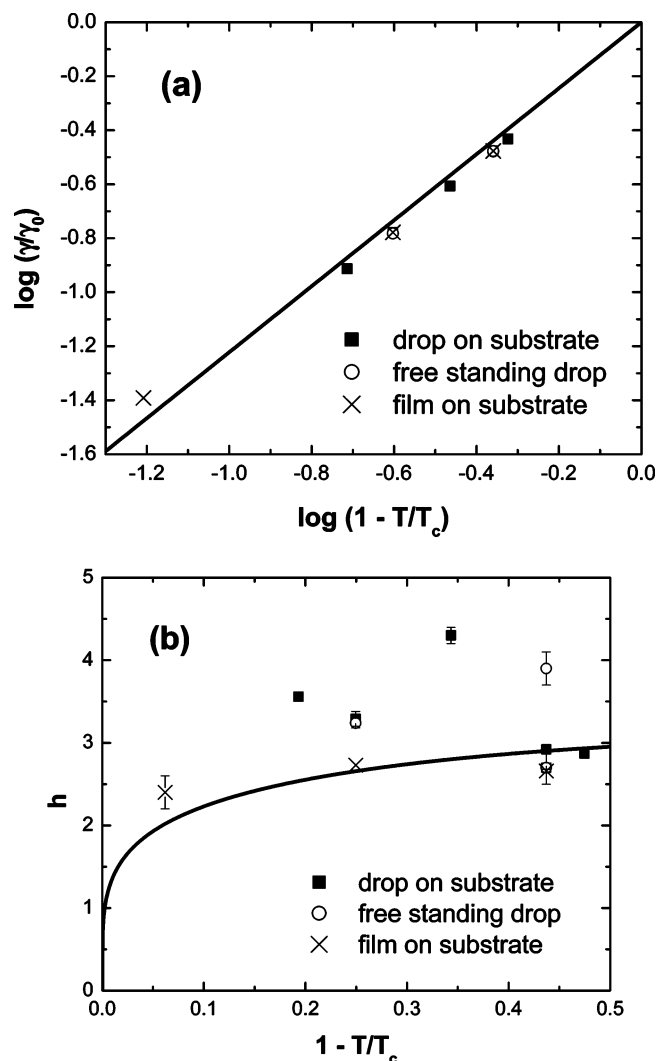 0.0
(a)
-0.2
-0.4
-0.6
-0.8
-1.0
-1.2
-1.4
-1.6
log (γ/γ₀)
drop on substrate
free standing drop
film on substrate
-1.2 -1.0 -0.8 -0.6 -0.4 -0.2 0.0
log (1 - T/T_c)
5
(b)
4
3
2
1
0
h
drop on substrate
free standing drop
film on substrate
0.0 0.1 0.2 0.3 0.4 0.5
1 - T/T_c